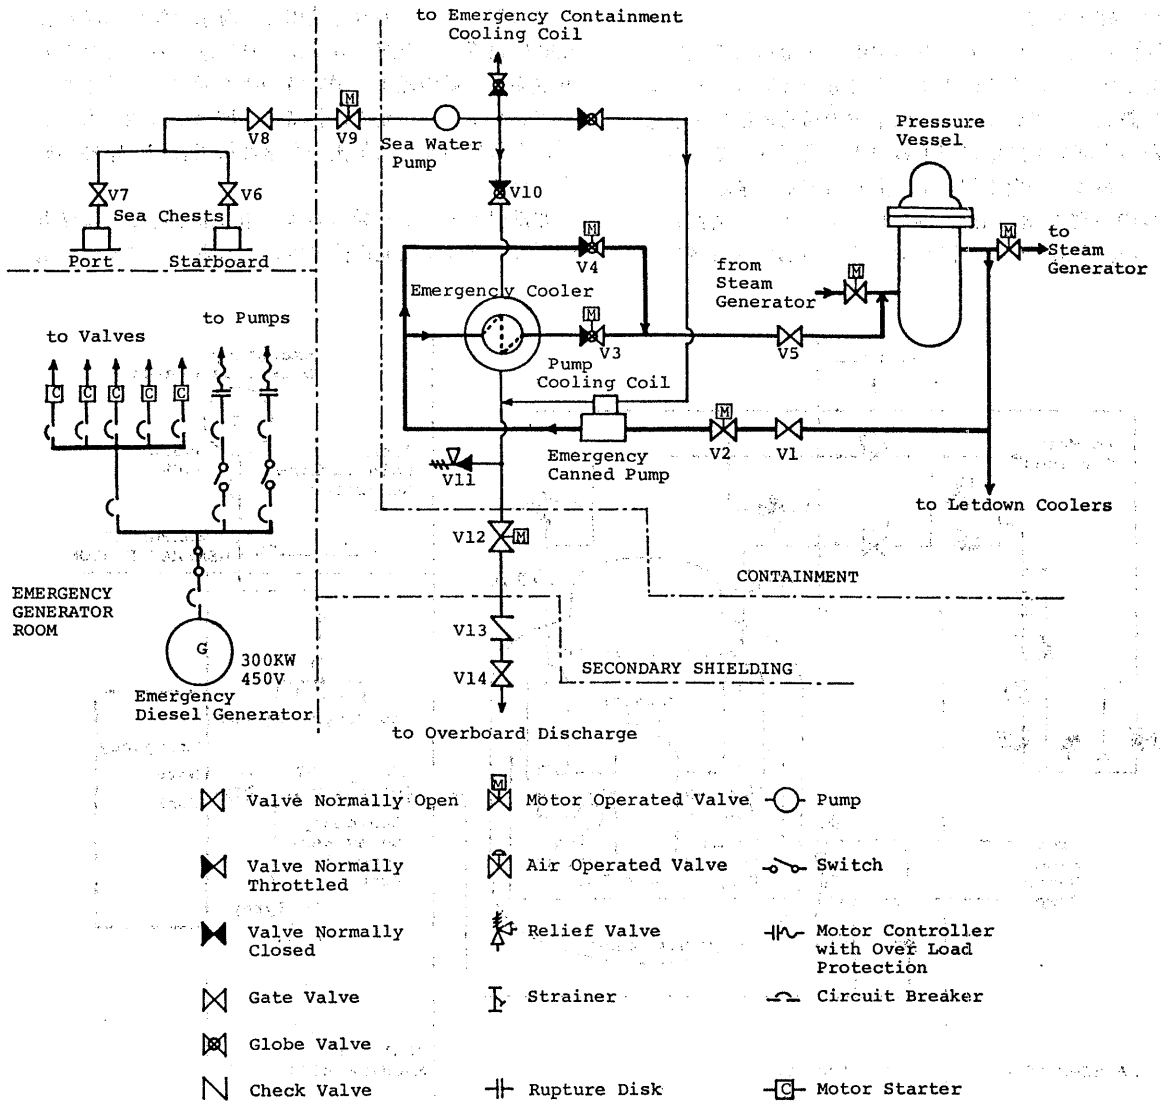 to Emergency Containment
Cooling Coil
M
V8
V9
Sea Water
Pump
Pressure
Vessel
V7
V6
V10
Sea Chests
Port
Starboard
M
V4
M
to
Steam
Generator
from
Steam
Generator
M
Emergency Cooler
M
V3
V5
to Pumps
to Valves
C
C
C
C
C
Pump
Cooling Coil
M
V2
V1
Emergency
Canned Pump
V11
to Letdown Coolers
V12
M
CONTAINMENT
EMERGENCY
GENERATOR
ROOM
G
300KW
450V
Emergency
Diesel Generator
V13
V14
SECONDARY SHIELDING
to Overboard Discharge
Valve Normally Open
M
Motor Operated Valve
Pump
Valve Normally
Throttled
Air Operated Valve
Switch
Valve Normally
Closed
Relief Valve
Motor Controller
with Over Load
Protection
Gate Valve
Strainer
Circuit Breaker
Globe Valve
Check Valve
Rupture Disk
C
Motor Starter